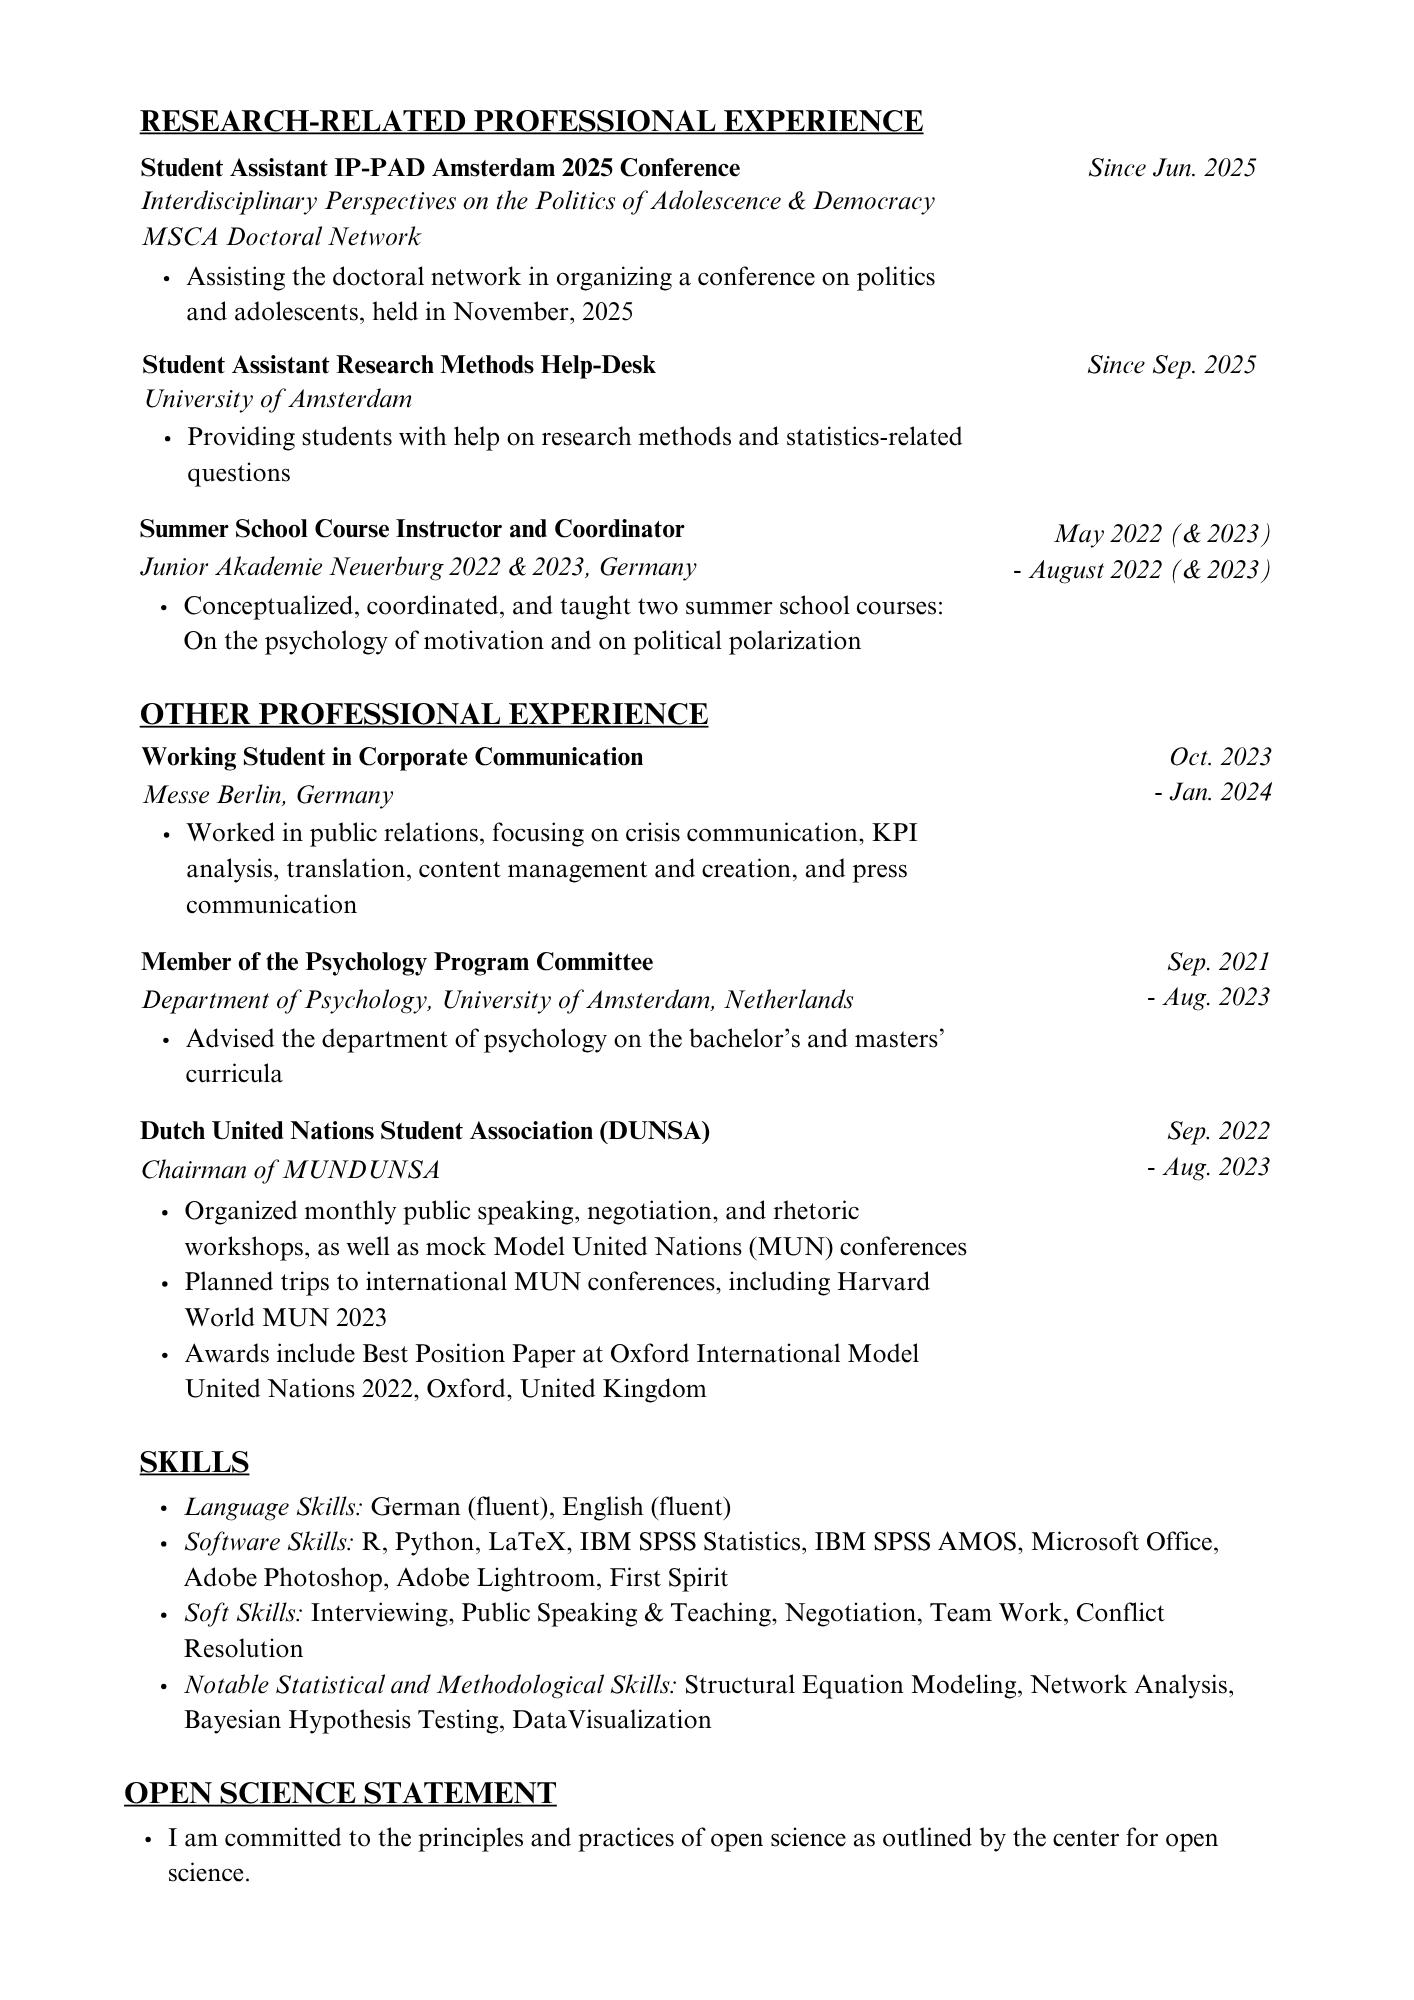 RESEARCH-RELATED PROFESSIONAL EXPERIENCE
Student Assistant IP-PAD Amsterdam 2025 Conference
Since Jun. 2025
Interdisciplinary Perspectives on the Politics of Adolescence & Democracy
MSCA Doctoral Network
• Assisting the doctoral network in organizing a conference on politics
and adolescents, held in November, 2025
Student Assistant Research Methods Help-Desk
Since Sep. 2025
University of Amsterdam
• Providing students with help on research methods and statistics-related
questions
Summer School Course Instructor and Coordinator
May 2022 (& 2023)
- August 2022 (& 2023)
Junior Akademie Neuerburg 2022 & 2023, Germany
• Conceptualized, coordinated, and taught two summer school courses:
On the psychology of motivation and on political polarization
OTHER PROFESSIONAL EXPERIENCE
Working Student in Corporate Communication
Oct. 2023
- Jan. 2024
Messe Berlin, Germany
• Worked in public relations, focusing on crisis communication, KPI
analysis, translation, content management and creation, and press
communication
Member of the Psychology Program Committee
Sep. 2021
- Aug. 2023
Department of Psychology, University of Amsterdam, Netherlands
• Advised the department of psychology on the bachelor’s and masters’
curricula
Dutch United Nations Student Association (DUNSA)
Sep. 2022
- Aug. 2023
Chairman of MUNDUNSA
• Organized monthly public speaking, negotiation, and rhetoric
workshops, as well as mock Model United Nations (MUN) conferences
• Planned trips to international MUN conferences, including Harvard
World MUN 2023
• Awards include Best Position Paper at Oxford International Model
United Nations 2022, Oxford, United Kingdom
SKILLS
• Language Skills: German (fluent), English (fluent)
• Software Skills: R, Python, LaTeX, IBM SPSS Statistics, IBM SPSS AMOS, Microsoft Office,
Adobe Photoshop, Adobe Lightroom, First Spirit
• Soft Skills: Interviewing, Public Speaking & Teaching, Negotiation, Team Work, Conflict
Resolution
• Notable Statistical and Methodological Skills: Structural Equation Modeling, Network Analysis,
Bayesian Hypothesis Testing, DataVisualization
OPEN SCIENCE STATEMENT
• I am committed to the principles and practices of open science as outlined by the center for open
science.